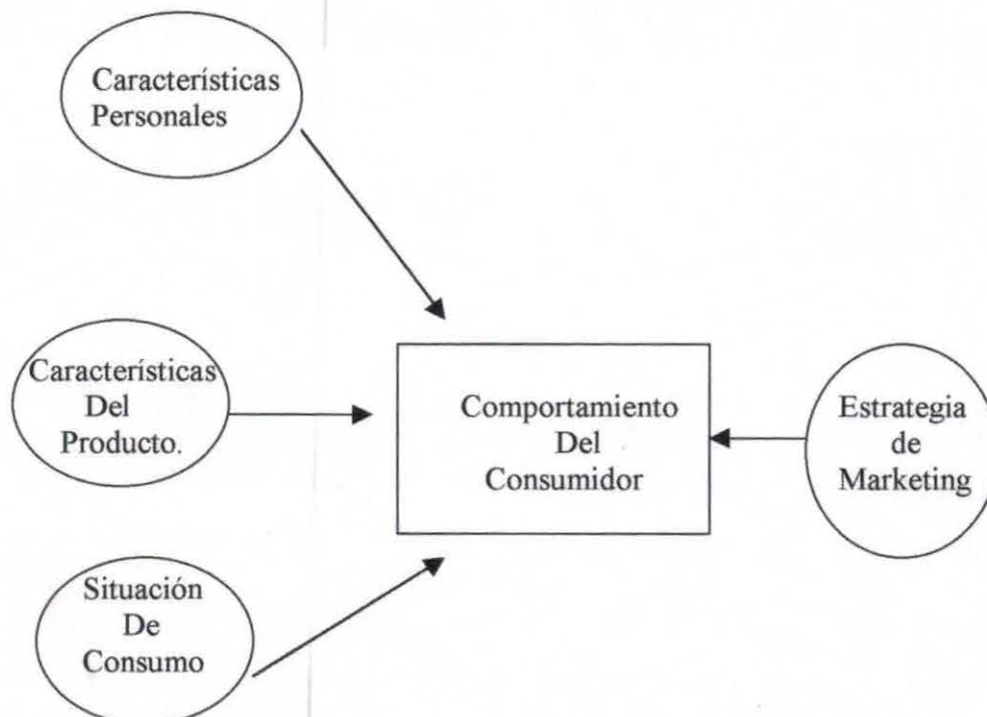 Características
Personales
Características
Del
Producto.
Comportamiento
Del
Consumidor
Estrategia
de
Marketing
Situación
De
Consumo